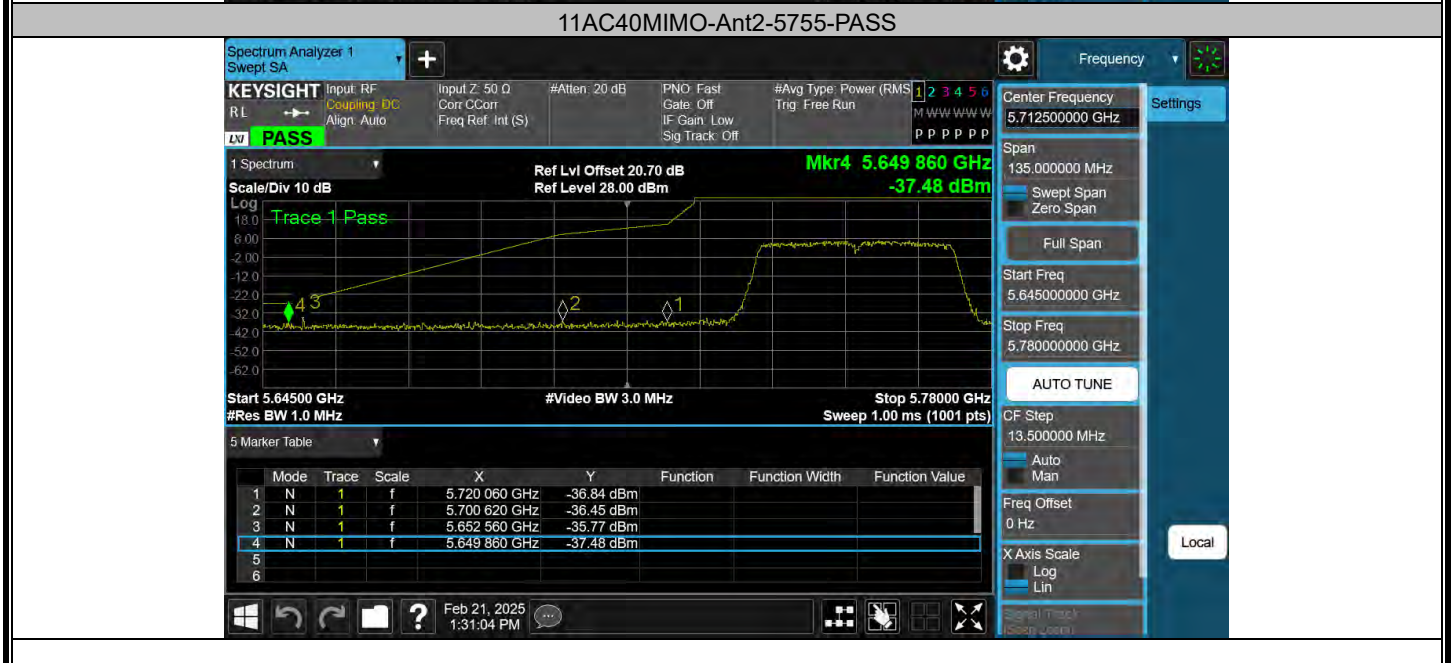 11AC40MIMO-Ant2-5755-PASS
Spectrum Analyzer 1
Swept SA
+
Frequency
KEYSIGHT
RL
LXI PASS
Input: RF
Coupling: DC
Align: Auto
Input Z: 50 Ω
Corr CCorr
Freq Ref: Int (S)
#Atten: 20 dB
PNO: Fast
Gate: Off
IF Gain: Low
Sig Track: Off
#Avg Type: Power (RMS
Trig: Free Run
1 2 3 4 5 6
M W W W W W
P P P P P P
Center Frequency
5.712500000 GHz
Settings
Span
135.000000 MHz
Swept Span
Zero Span
Full Span
Start Freq
5.645000000 GHz
Stop Freq
5.780000000 GHz
AUTO TUNE
CF Step
13.500000 MHz
Auto
Man
Freq Offset
0 Hz
X Axis Scale
Log
Lin
Local
1 Spectrum
Scale/Div 10 dB
Ref Lvl Offset 20.70 dB
Ref Level 28.00 dBm
Mkr4 5.649 860 GHz
-37.48 dBm
Log
Trace 1 Pass
18.0
8.00
-2.00
-12.0
-22.0
-32.0
-42.0
-52.0
-62.0
4 3
2
1
Start 5.64500 GHz
#Video BW 3.0 MHz
Stop 5.78000 GHz
#Res BW 1.0 MHz
Sweep 1.00 ms (1001 pts)
5 Marker Table
Mode Trace Scale X Y Function Function Width Function Value
1 N 1 f 5.720 060 GHz -36.84 dBm
2 N 1 f 5.700 620 GHz -36.45 dBm
3 N 1 f 5.652 560 GHz -35.77 dBm
4 N 1 f 5.649 860 GHz -37.48 dBm
5
6
?
Feb 21, 2025
1:31:04 PM